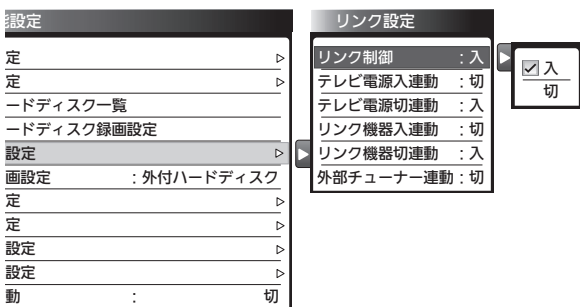 設定
定
定
ードディスク一覧
ードディスク録画設定
設定
画設定 ：外付ハードディスク
定
定
設定
設定
動 ： 切
リンク設定
リンク制御 ：入
テレビ電源入連動 ：切
テレビ電源切連動 ：入
リンク機器入連動 ：切
リンク機器切連動 ：入
外部チューナー連動：切
入
切